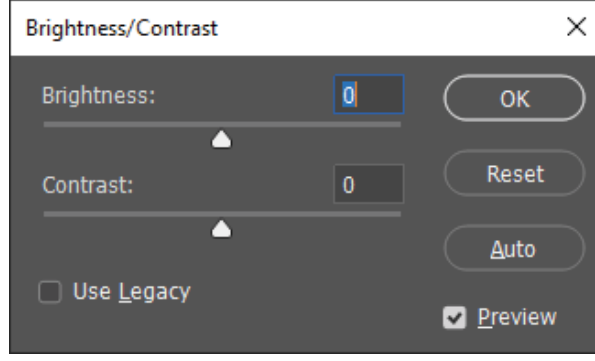 Brightness/Contrast
Brightness: 0
OK
Contrast: 0
Reset
Auto
Use Legacy
Preview